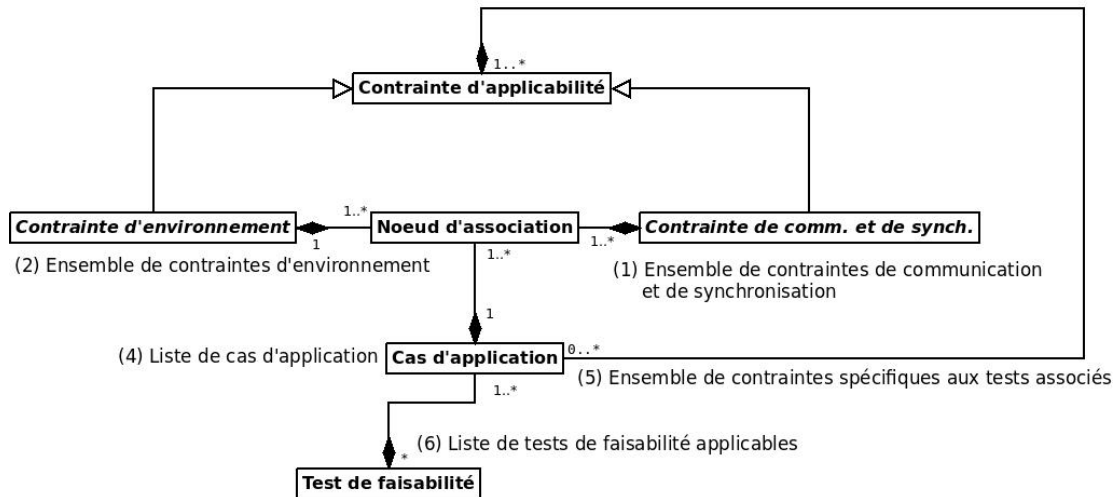 1..*
Contrainte d'applicabilité
Contrainte d'environnement
1..*
1
Noeud d'association
1..*
Contrainte de comm. et de synch.
(2) Ensemble de contraintes d'environnement
1..*
(1) Ensemble de contraintes de communication
et de synchronisation
1
(4) Liste de cas d'application
Cas d'application
0..*
(5) Ensemble de contraintes spécifiques aux tests associés
1..*
(6) Liste de tests de faisabilité applicables
*
Test de faisabilité